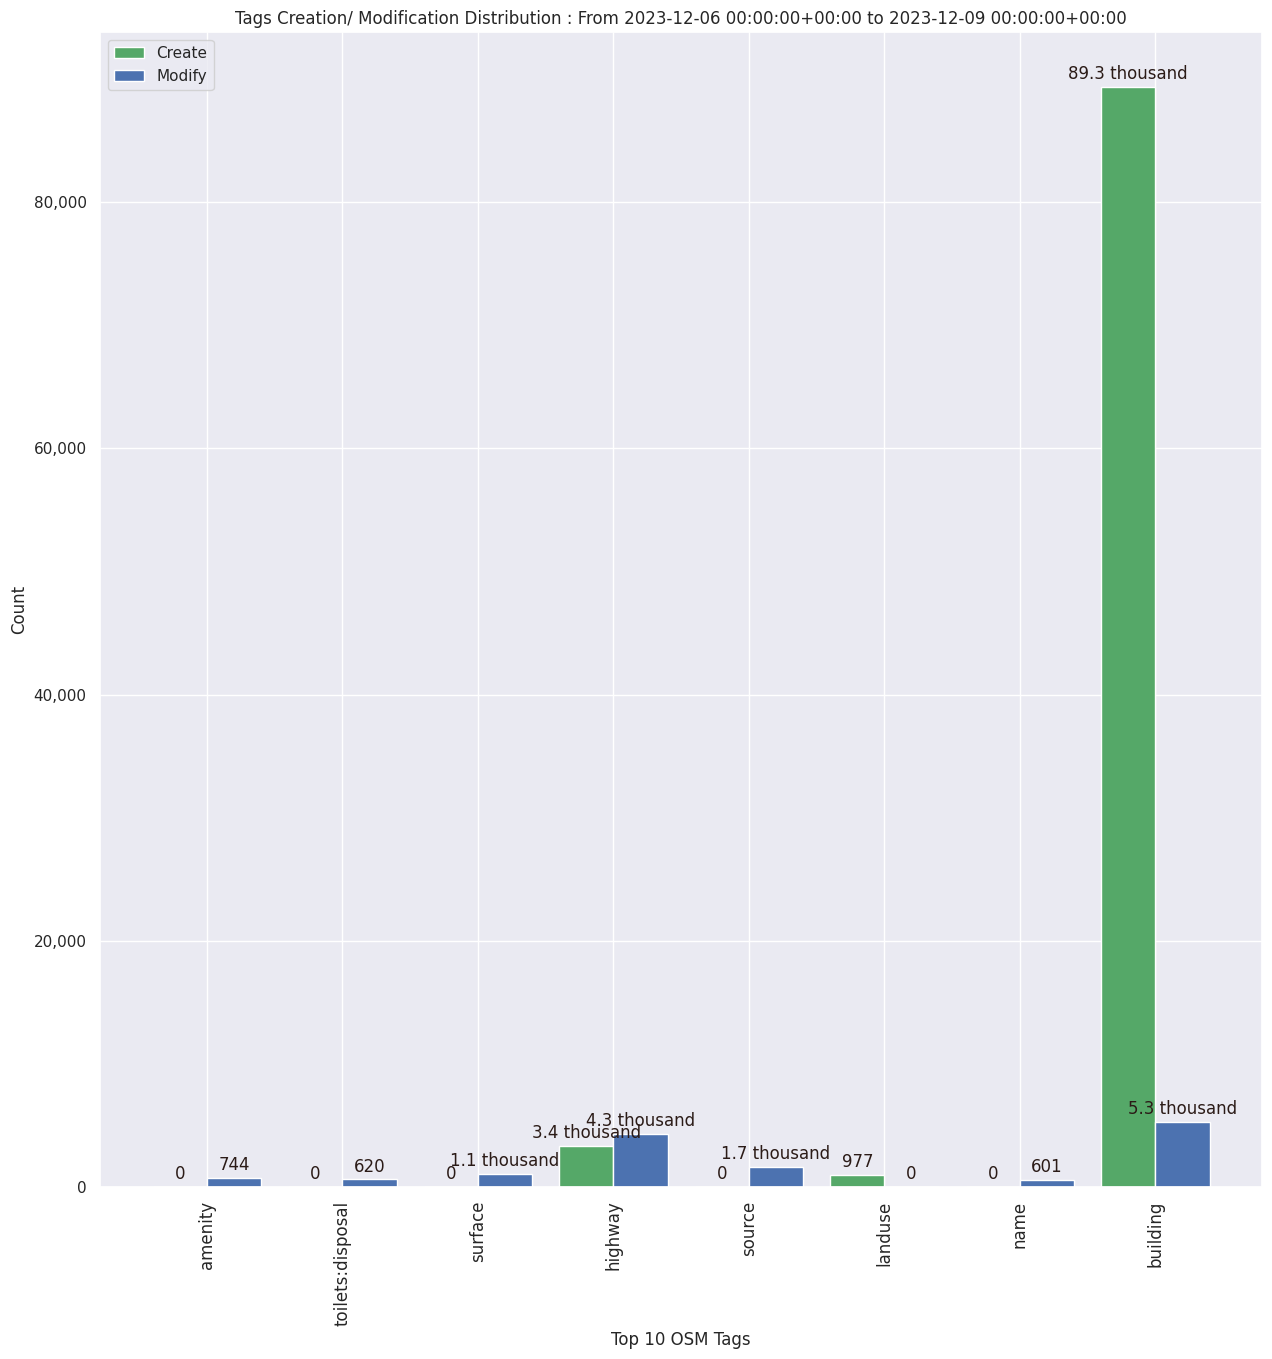 Tags Creation/ Modification Distribution : From 2023-12-06 00:00:00+00:00 to 2023-12-09 00:00:00+00:00
Create
Modify
89.3 thousand
80,000
60,000
Count
40,000
20,000
5.3 thousand
4.3 thousand
3.4 thousand
1.7 thousand
1.1 thousand
977
744
620
601
0
0
0
0
0
0
0
amenity
toilets:disposal
surface
highway
source
landuse
name
building
Top 10 OSM Tags